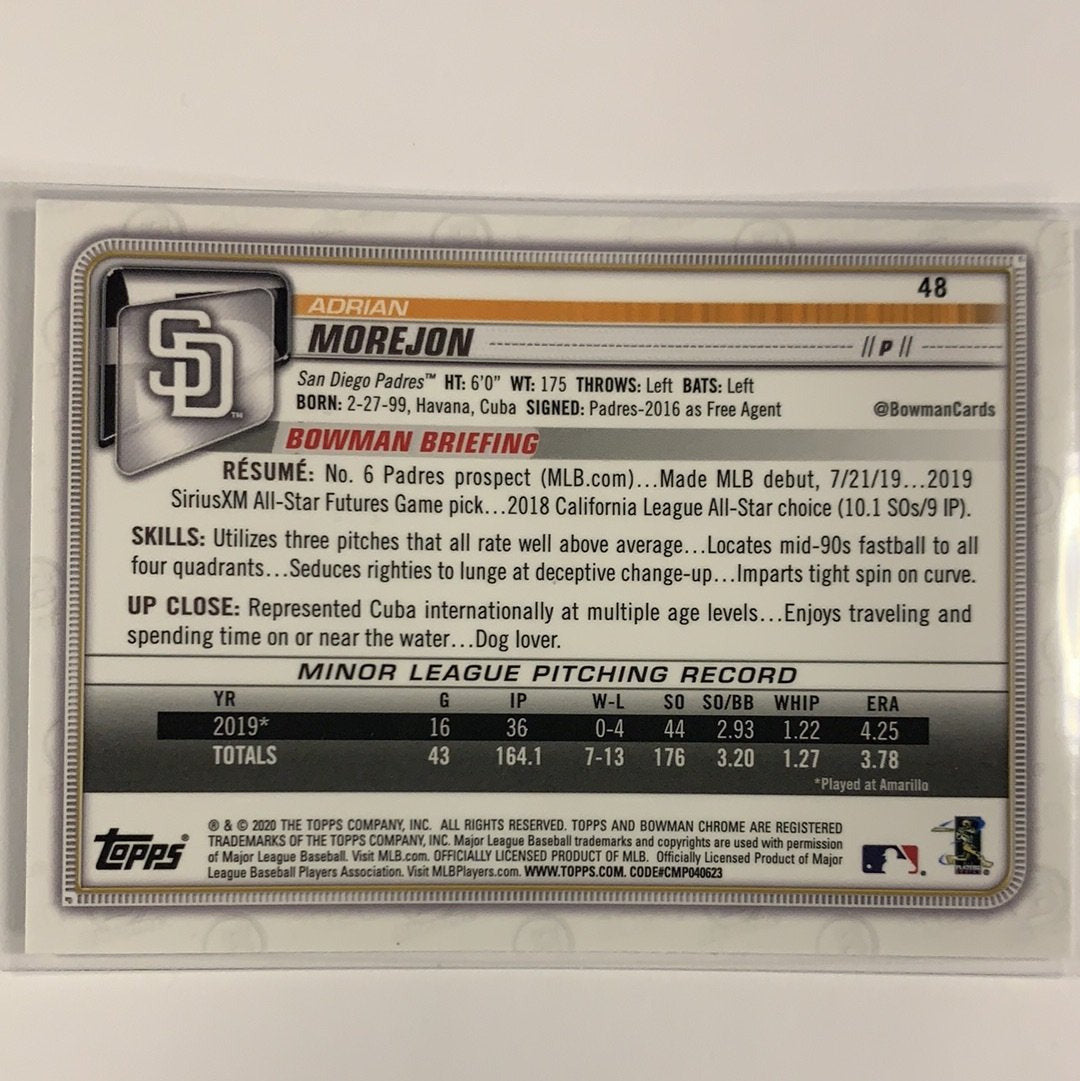 48
ADRIAN
MOREJON
// P //
SD™
San Diego Padres™ HT: 6'0" WT: 175 THROWS: Left BATS: Left
BORN: 2-27-99, Havana, Cuba SIGNED: Padres-2016 as Free Agent
@BowmanCards
BOWMAN BRIEFING
RÉSUMÉ: No. 6 Padres prospect (MLB.com)...Made MLB debut, 7/21/19...2019
SiriusXM All-Star Futures Game pick...2018 California League All-Star choice (10.1 SOs/9 IP).
SKILLS: Utilizes three pitches that all rate well above average...Locates mid-90s fastball to all
four quadrants...Seduces righties to lunge at deceptive change-up...Imparts tight spin on curve.
UP CLOSE: Represented Cuba internationally at multiple age levels...Enjoys traveling and
spending time on or near the water...Dog lover.
MINOR LEAGUE PITCHING RECORD
YR G IP W-L SO SO/BB WHIP ERA
2019* 16 36 0-4 44 2.93 1.22 4.25
TOTALS 43 164.1 7-13 176 3.20 1.27 3.78
*Played at Amarillo
topps®
® & © 2020 THE TOPPS COMPANY, INC. ALL RIGHTS RESERVED. TOPPS AND BOWMAN CHROME ARE REGISTERED
TRADEMARKS OF THE TOPPS COMPANY, INC. Major League Baseball trademarks and copyrights are used with permission
of Major League Baseball. Visit MLB.com. OFFICIALLY LICENSED PRODUCT OF MLB. Officially Licensed Product of Major
League Baseball Players Association. Visit MLBPlayers.com. WWW.TOPPS.COM. CODE#CMP040623